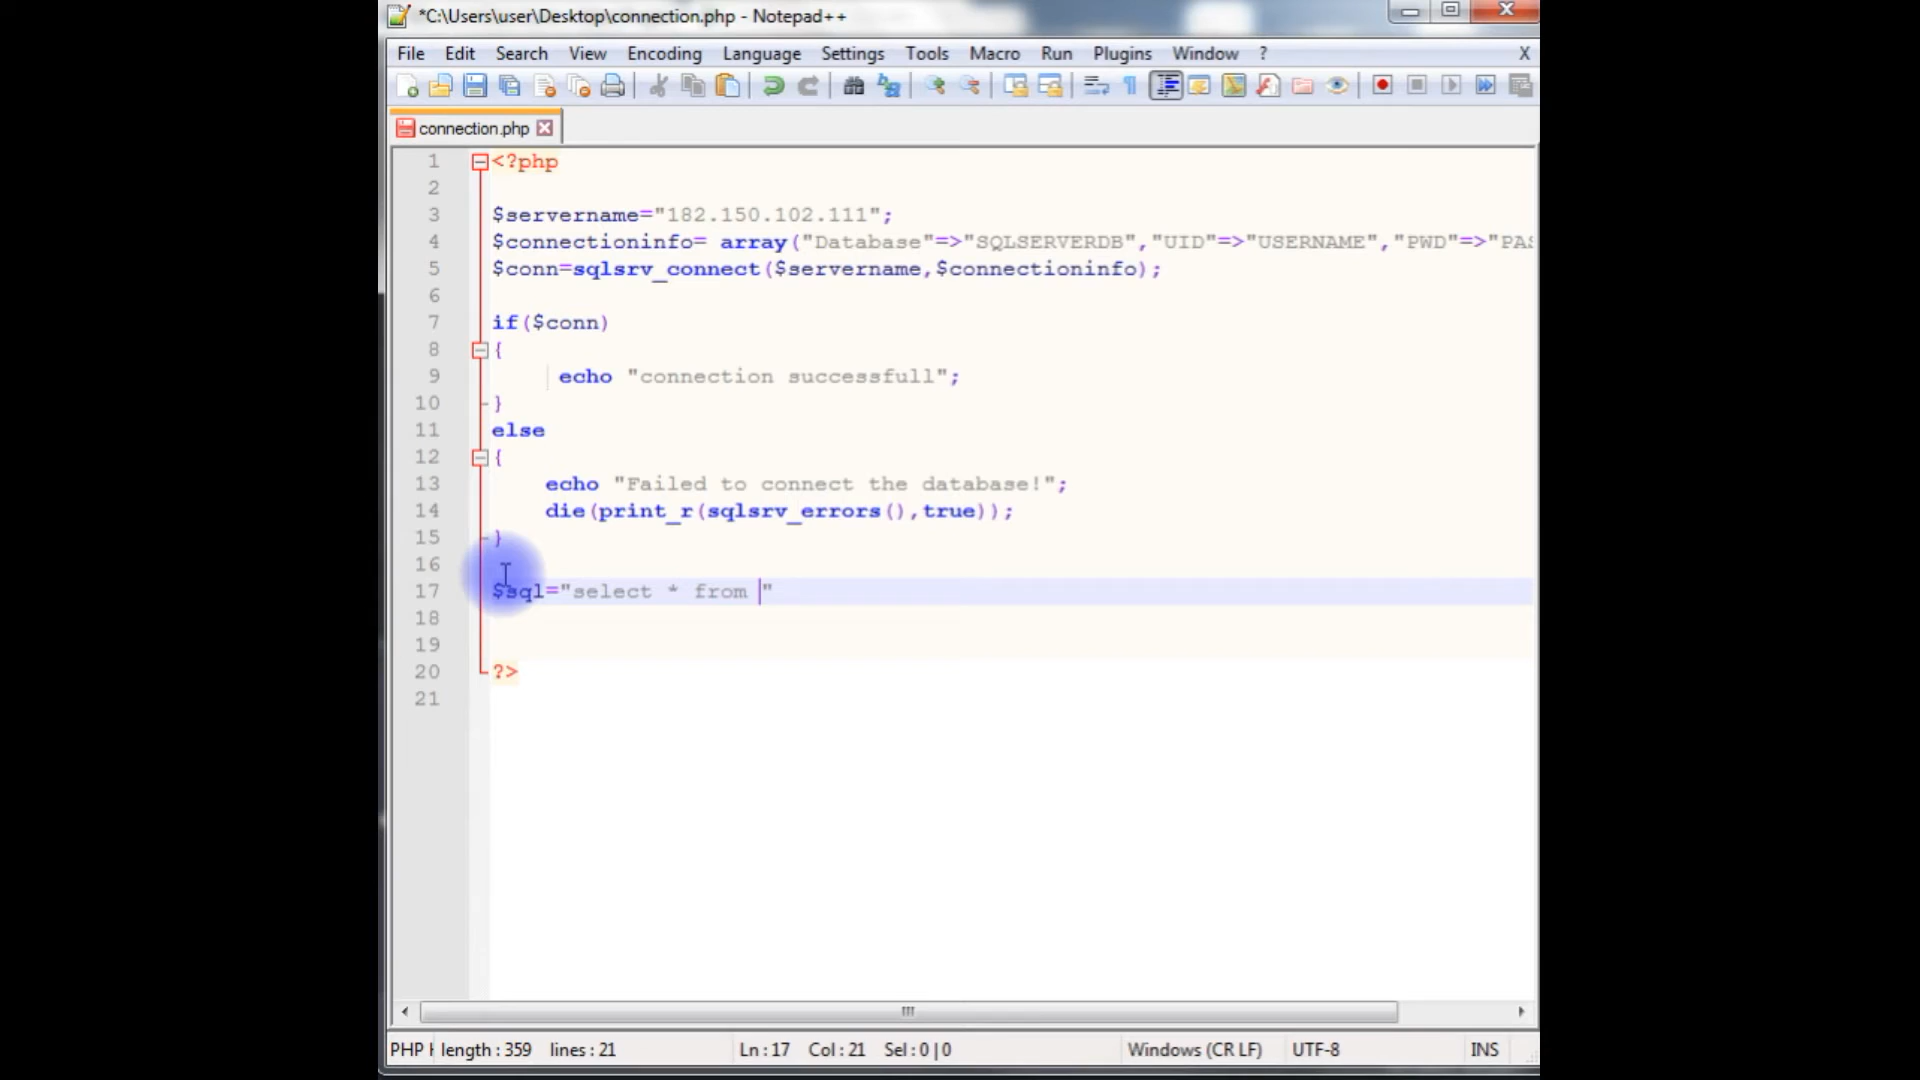 *C:\Users\user\Desktop\connection.php - Notepad++
File Edit Search View Encoding Language Settings Tools Macro Run Plugins Window ? X
connection.php
1 <?php
2
3 $servername="182.150.102.111";
4 $connectioninfo= array("Database"=>"SQLSERVERDB","UID"=>"USERNAME","PWD"=>"PAS
5 $conn=sqlsrv_connect($servername,$connectioninfo);
6
7 if($conn)
8 {
9 echo "connection successfull";
10 }
11 else
12 {
13 echo "Failed to connect the database!";
14 die(print_r(sqlsrv_errors(),true));
15 }
16
17 $sql="select * from "
18
19
20 ?>
21
PHP length : 359 lines : 21 Ln : 17 Col : 21 Sel : 0 | 0 Windows (CR LF) UTF-8 INS